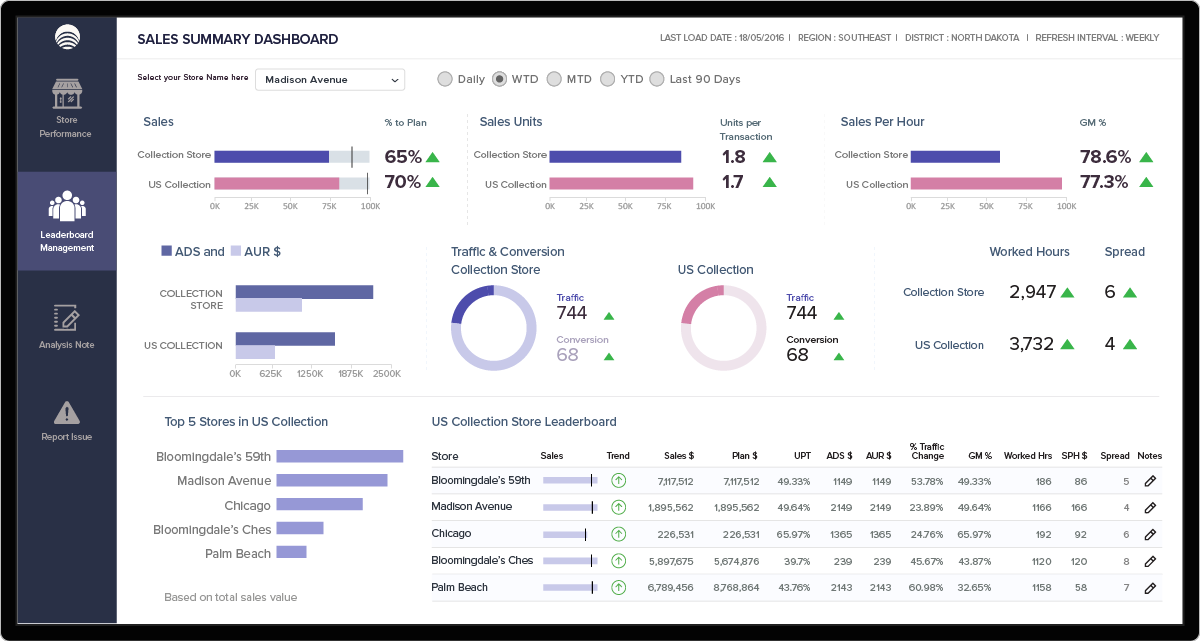 SALES SUMMARY DASHBOARD
LAST LOAD DATE : 18/05/2016 | REGION : SOUTHEAST | DISTRICT : NORTH DAKOTA | REFRESH INTERVAL : WEEKLY
Select your Store Name here
Madison Avenue
Daily WTD MTD YTD Last 90 Days
Store
Performance
Leaderboard
Management
Analysis Note
Report Issue
Sales % to Plan
Collection Store 65%
US Collection 70%
0K 25K 50K 75K 100K
Sales Units Units per
Transaction
Collection Store 1.8
US Collection 1.7
0K 25K 50K 75K 100K
Sales Per Hour GM %
Collection Store 78.6%
US Collection 77.3%
0K 25K 50K 75K 100K
ADS and AUR $
COLLECTION
STORE
US COLLECTION
0K 625K 1250K 1875K 2500K
Traffic & Conversion
Collection Store
Traffic
744
Conversion
68
US Collection
Traffic
744
Conversion
68
Worked Hours Spread
Collection Store 2,947 6
US Collection 3,732 4
Top 5 Stores in US Collection
Bloomingdale's 59th
Madison Avenue
Chicago
Bloomingdale's Ches
Palm Beach
Based on total sales value
US Collection Store Leaderboard
Store Sales Trend Sales $ Plan $ UPT ADS $ AUR $ % Traffic
Change GM % Worked Hrs SPH $ Spread Notes
Bloomingdale's 59th 7,117,512 7,117,512 49.33% 1149 1149 53.78% 49.33% 186 86 5
Madison Avenue 1,895,562 1,895,562 49.64% 2149 2149 23.89% 49.64% 1166 166 4
Chicago 226,531 226,531 65.97% 1365 1365 24.76% 65.97% 192 92 6
Bloomingdale's Ches 5,897,675 5,674,876 39.7% 239 239 45.67% 43.87% 1120 120 8
Palm Beach 6,789,456 8,768,864 43.76% 2143 2143 60.98% 32.65% 1158 58 7